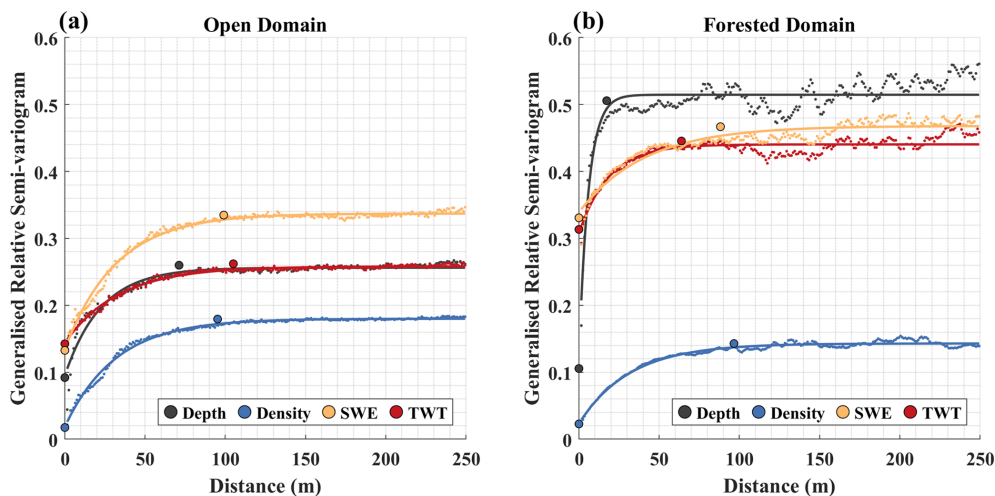 (a)
Open Domain
Generalised Relative Semi-variogram
0.6
0.5
0.4
0.3
0.2
0.1
0
0 50 100 150 200 250
Distance (m)
Depth Density SWE TWT
(b)
Forested Domain
Generalised Relative Semi-variogram
0.6
0.5
0.4
0.3
0.2
0.1
0
0 50 100 150 200 250
Distance (m)
Depth Density SWE TWT